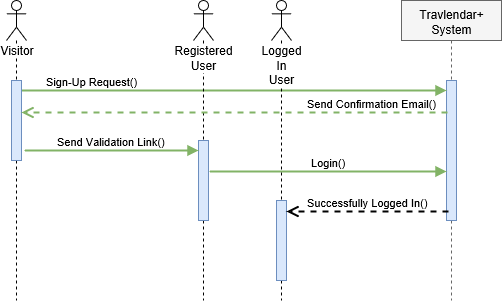 Travlendar+
System
Visitor
Registered
User
Logged
In
User
Sign-Up Request()
Send Confirmation Email()
Send Validation Link()
Login()
Successfully Logged In()